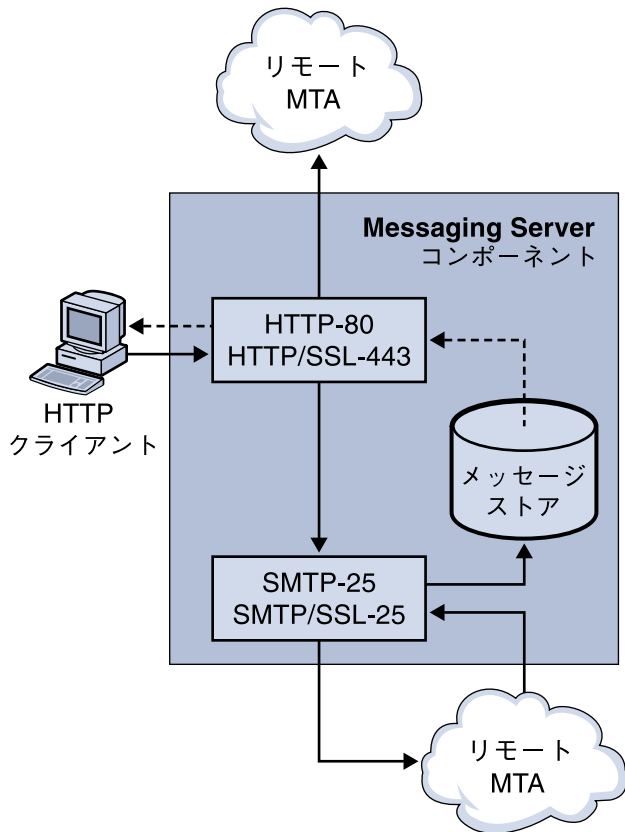 リモート
MTA
Messaging Server
コンポーネント
HTTP-80
HTTP/SSL-443
HTTP
クライアント
メッセージ
ストア
SMTP-25
SMTP/SSL-25
リモート
MTA